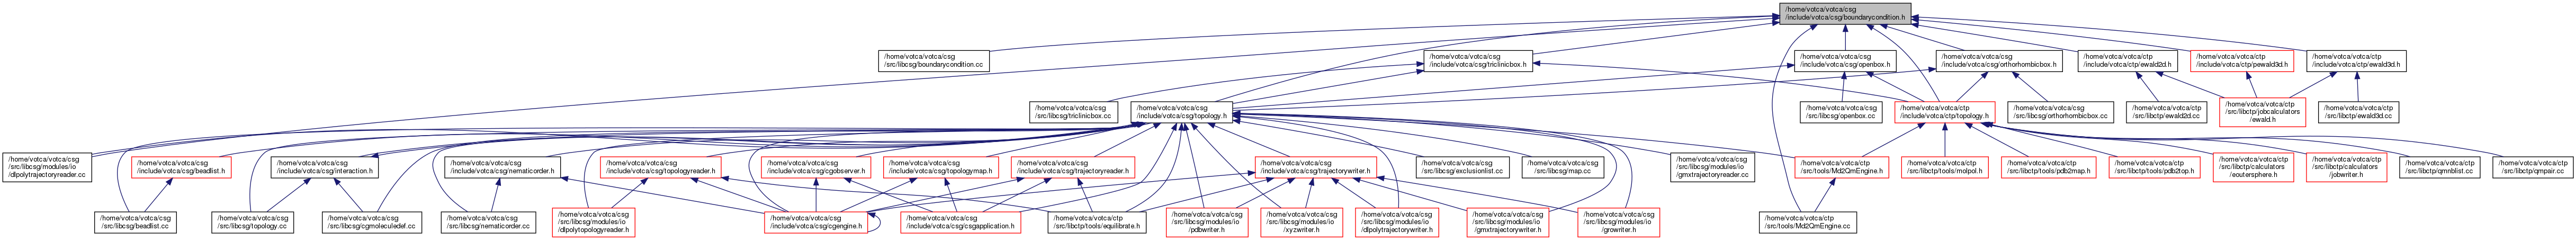 /home/votca/votca/csg
/include/votca/csg/boundarycondition.h
/home/votca/votca/csg
/src/libcsg/boundarycondition.cc
/home/votca/votca/csg
/include/votca/csg/triclinicbox.h
/home/votca/votca/csg
/include/votca/csg/openbox.h
/home/votca/votca/csg
/include/votca/csg/orthorhombicbox.h
/home/votca/votca/ctp
/include/votca/ctp/ewald2d.h
/home/votca/votca/ctp
/include/votca/ctp/pewald3d.h
/home/votca/votca/ctp
/include/votca/ctp/ewald3d.h
/home/votca/votca/csg
/src/libcsg/triclinicbox.cc
/home/votca/votca/csg
/include/votca/csg/topology.h
/home/votca/votca/csg
/src/libcsg/openbox.cc
/home/votca/votca/ctp
/include/votca/ctp/topology.h
/home/votca/votca/csg
/src/libcsg/orthorhombicbox.cc
/home/votca/votca/ctp
/src/libctp/ewald2d.cc
/home/votca/votca/ctp
/src/libctp/jobcalculators
/ewald.h
/home/votca/votca/ctp
/src/libctp/ewald3d.cc
/home/votca/votca/csg
/src/libcsg/modules/io
/dlpolytrajectoryreader.cc
/home/votca/votca/csg
/include/votca/csg/beadlist.h
/home/votca/votca/csg
/include/votca/csg/interaction.h
/home/votca/votca/csg
/include/votca/csg/nematicorder.h
/home/votca/votca/csg
/include/votca/csg/topologyreader.h
/home/votca/votca/csg
/include/votca/csg/cgobserver.h
/home/votca/votca/csg
/include/votca/csg/topologymap.h
/home/votca/votca/csg
/include/votca/csg/trajectoryreader.h
/home/votca/votca/csg
/include/votca/csg/trajectorywriter.h
/home/votca/votca/csg
/src/libcsg/exclusionlist.cc
/home/votca/votca/csg
/src/libcsg/map.cc
/home/votca/votca/csg
/src/libcsg/modules/io
/gmxtrajectoryreader.cc
/home/votca/votca/ctp
/src/tools/Md2QmEngine.h
/home/votca/votca/ctp
/src/libctp/tools/molpol.h
/home/votca/votca/ctp
/src/libctp/tools/pdb2map.h
/home/votca/votca/ctp
/src/libctp/tools/pdb2top.h
/home/votca/votca/ctp
/src/libctp/calculators
/eoutersphere.h
/home/votca/votca/ctp
/src/libctp/calculators
/jobwriter.h
/home/votca/votca/ctp
/src/libctp/qmnblist.cc
/home/votca/votca/ctp
/src/libctp/qmpair.cc
/home/votca/votca/csg
/src/libcsg/beadlist.cc
/home/votca/votca/csg
/src/libcsg/topology.cc
/home/votca/votca/csg
/src/libcsg/cgmoleculedef.cc
/home/votca/votca/csg
/src/libcsg/nematicorder.cc
/home/votca/votca/csg
/src/libcsg/modules/io
/dlpolytopologyreader.h
/home/votca/votca/csg
/include/votca/csg/cgengine.h
/home/votca/votca/csg
/include/votca/csg/csgapplication.h
/home/votca/votca/ctp
/src/libctp/tools/equilibrate.h
/home/votca/votca/csg
/src/libcsg/modules/io
/pdbwriter.h
/home/votca/votca/csg
/src/libcsg/modules/io
/xyzwriter.h
/home/votca/votca/csg
/src/libcsg/modules/io
/dlpolytrajectorywriter.h
/home/votca/votca/csg
/src/libcsg/modules/io
/gmxtrajectorywriter.h
/home/votca/votca/csg
/src/libcsg/modules/io
/growriter.h
/home/votca/votca/ctp
/src/tools/Md2QmEngine.cc